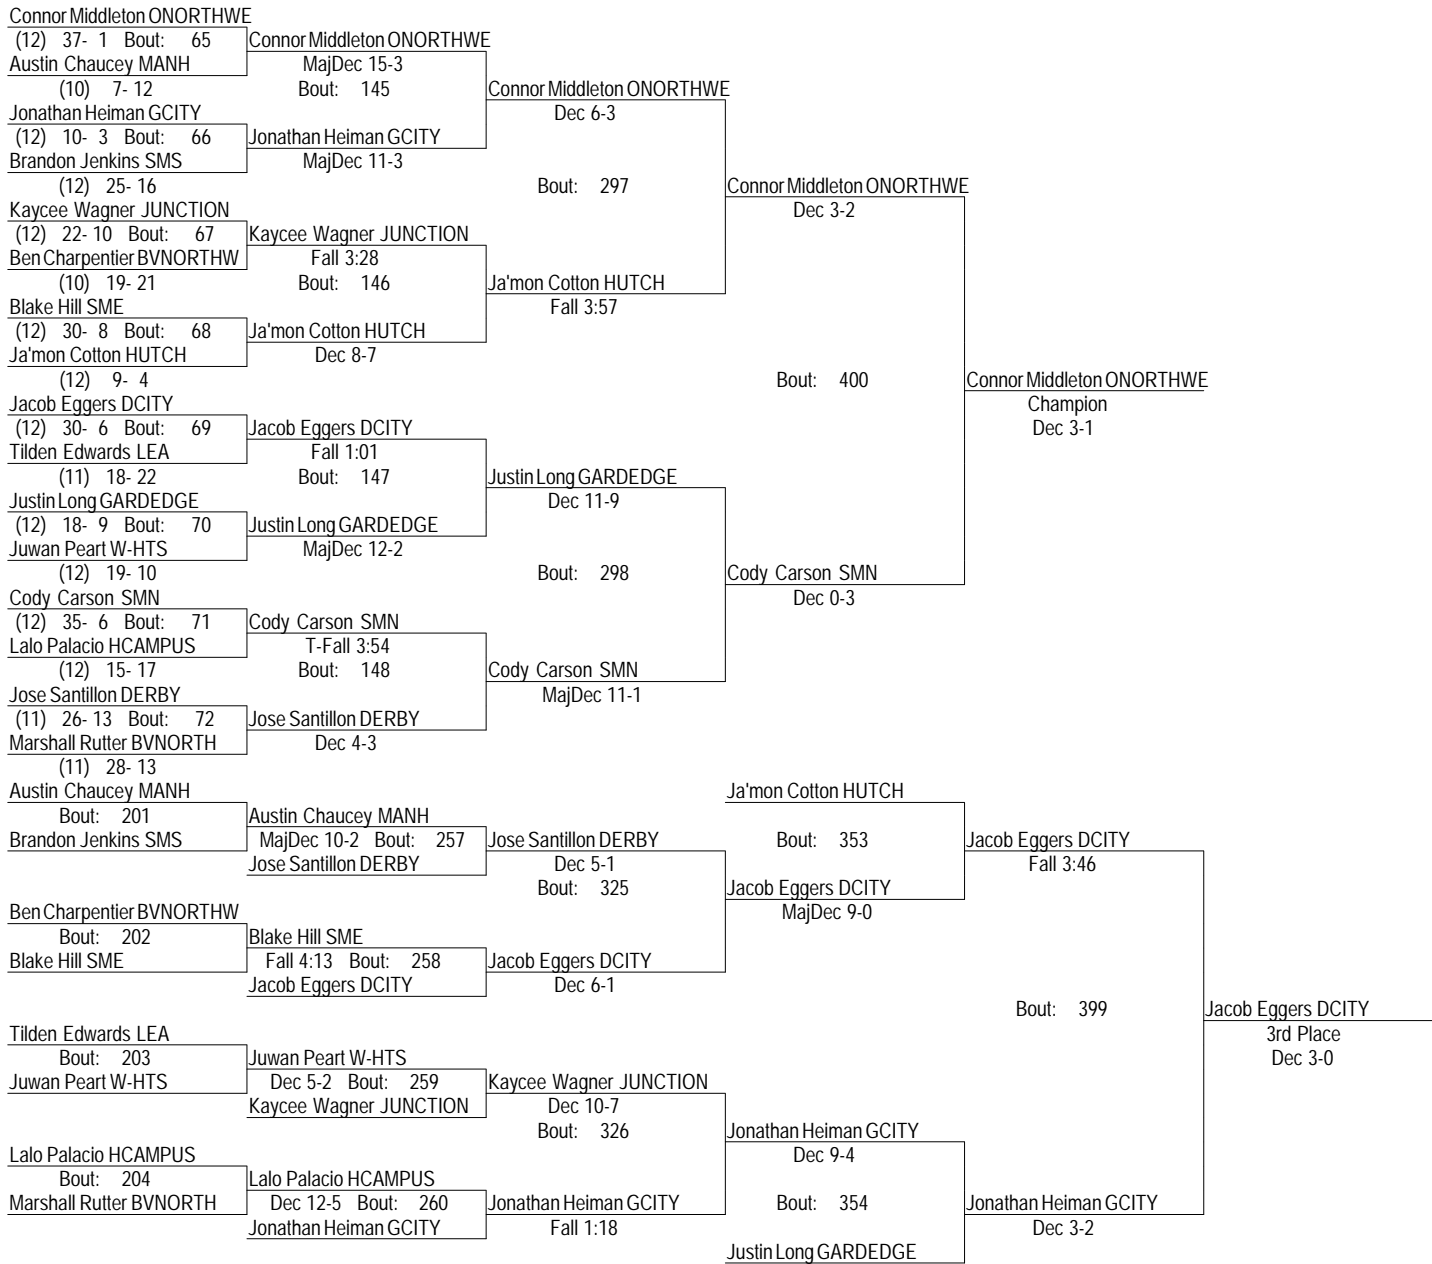 Connor Middleton ONORTHWE
(12) 37- 1 Bout: 65 Connor Middleton ONORTHWE
Austin Chaucey MANH MajDec 15-3
(10) 7- 12 Bout: 145 Connor Middleton ONORTHWE
Jonathan Heiman GCITY Dec 6-3
(12) 10- 3 Bout: 66 Jonathan Heiman GCITY
Brandon Jenkins SMS MajDec 11-3
(12) 25- 16 Bout: 297 Connor Middleton ONORTHWE
Kaycee Wagner JUNCTION Dec 3-2
(12) 22- 10 Bout: 67 Kaycee Wagner JUNCTION
Ben Charpentier BVNORTHW Fall 3:28
(10) 19- 21 Bout: 146 Ja'mon Cotton HUTCH
Blake Hill SME Fall 3:57
(12) 30- 8 Bout: 68 Ja'mon Cotton HUTCH
Ja'mon Cotton HUTCH Dec 8-7
(12) 9- 4 Bout: 400 Connor Middleton ONORTHWE
Jacob Eggers DCITY Champion
(12) 30- 6 Bout: 69 Jacob Eggers DCITY Dec 3-1
Tilden Edwards LEA Fall 1:01
(11) 18- 22 Bout: 147 Justin Long GARDEDGE
Justin Long GARDEDGE Dec 11-9
(12) 18- 9 Bout: 70 Justin Long GARDEDGE
Juwan Peart W-HTS MajDec 12-2
(12) 19- 10 Bout: 298 Cody Carson SMN
Cody Carson SMN Dec 0-3
(12) 35- 6 Bout: 71 Cody Carson SMN
Lalo Palacio HCAMPUS T-Fall 3:54
(12) 15- 17 Bout: 148 Cody Carson SMN
Jose Santillon DERBY MajDec 11-1
(11) 26- 13 Bout: 72 Jose Santillon DERBY
Marshall Rutter BVNORTH Dec 4-3
(11) 28- 13
Austin Chaucey MANH Ja'mon Cotton HUTCH
Bout: 201 Austin Chaucey MANH
Brandon Jenkins SMS MajDec 10-2 Bout: 257 Jose Santillon DERBY Bout: 353 Jacob Eggers DCITY
Jose Santillon DERBY Dec 5-1 Fall 3:46
Bout: 325 Jacob Eggers DCITY
Ben Charpentier BVNORTHW MajDec 9-0
Bout: 202 Blake Hill SME
Blake Hill SME Fall 4:13 Bout: 258 Jacob Eggers DCITY
Jacob Eggers DCITY Dec 6-1
Bout: 399 Jacob Eggers DCITY
Tilden Edwards LEA 3rd Place
Bout: 203 Juwan Peart W-HTS Dec 3-0
Juwan Peart W-HTS Dec 5-2 Bout: 259 Kaycee Wagner JUNCTION
Kaycee Wagner JUNCTION Dec 10-7
Bout: 326 Jonathan Heiman GCITY
Lalo Palacio HCAMPUS Dec 9-4
Bout: 204 Lalo Palacio HCAMPUS
Marshall Rutter BVNORTH Dec 12-5 Bout: 260 Jonathan Heiman GCITY Bout: 354 Jonathan Heiman GCITY
Jonathan Heiman GCITY Fall 1:18 Dec 3-2
Justin Long GARDEDGE